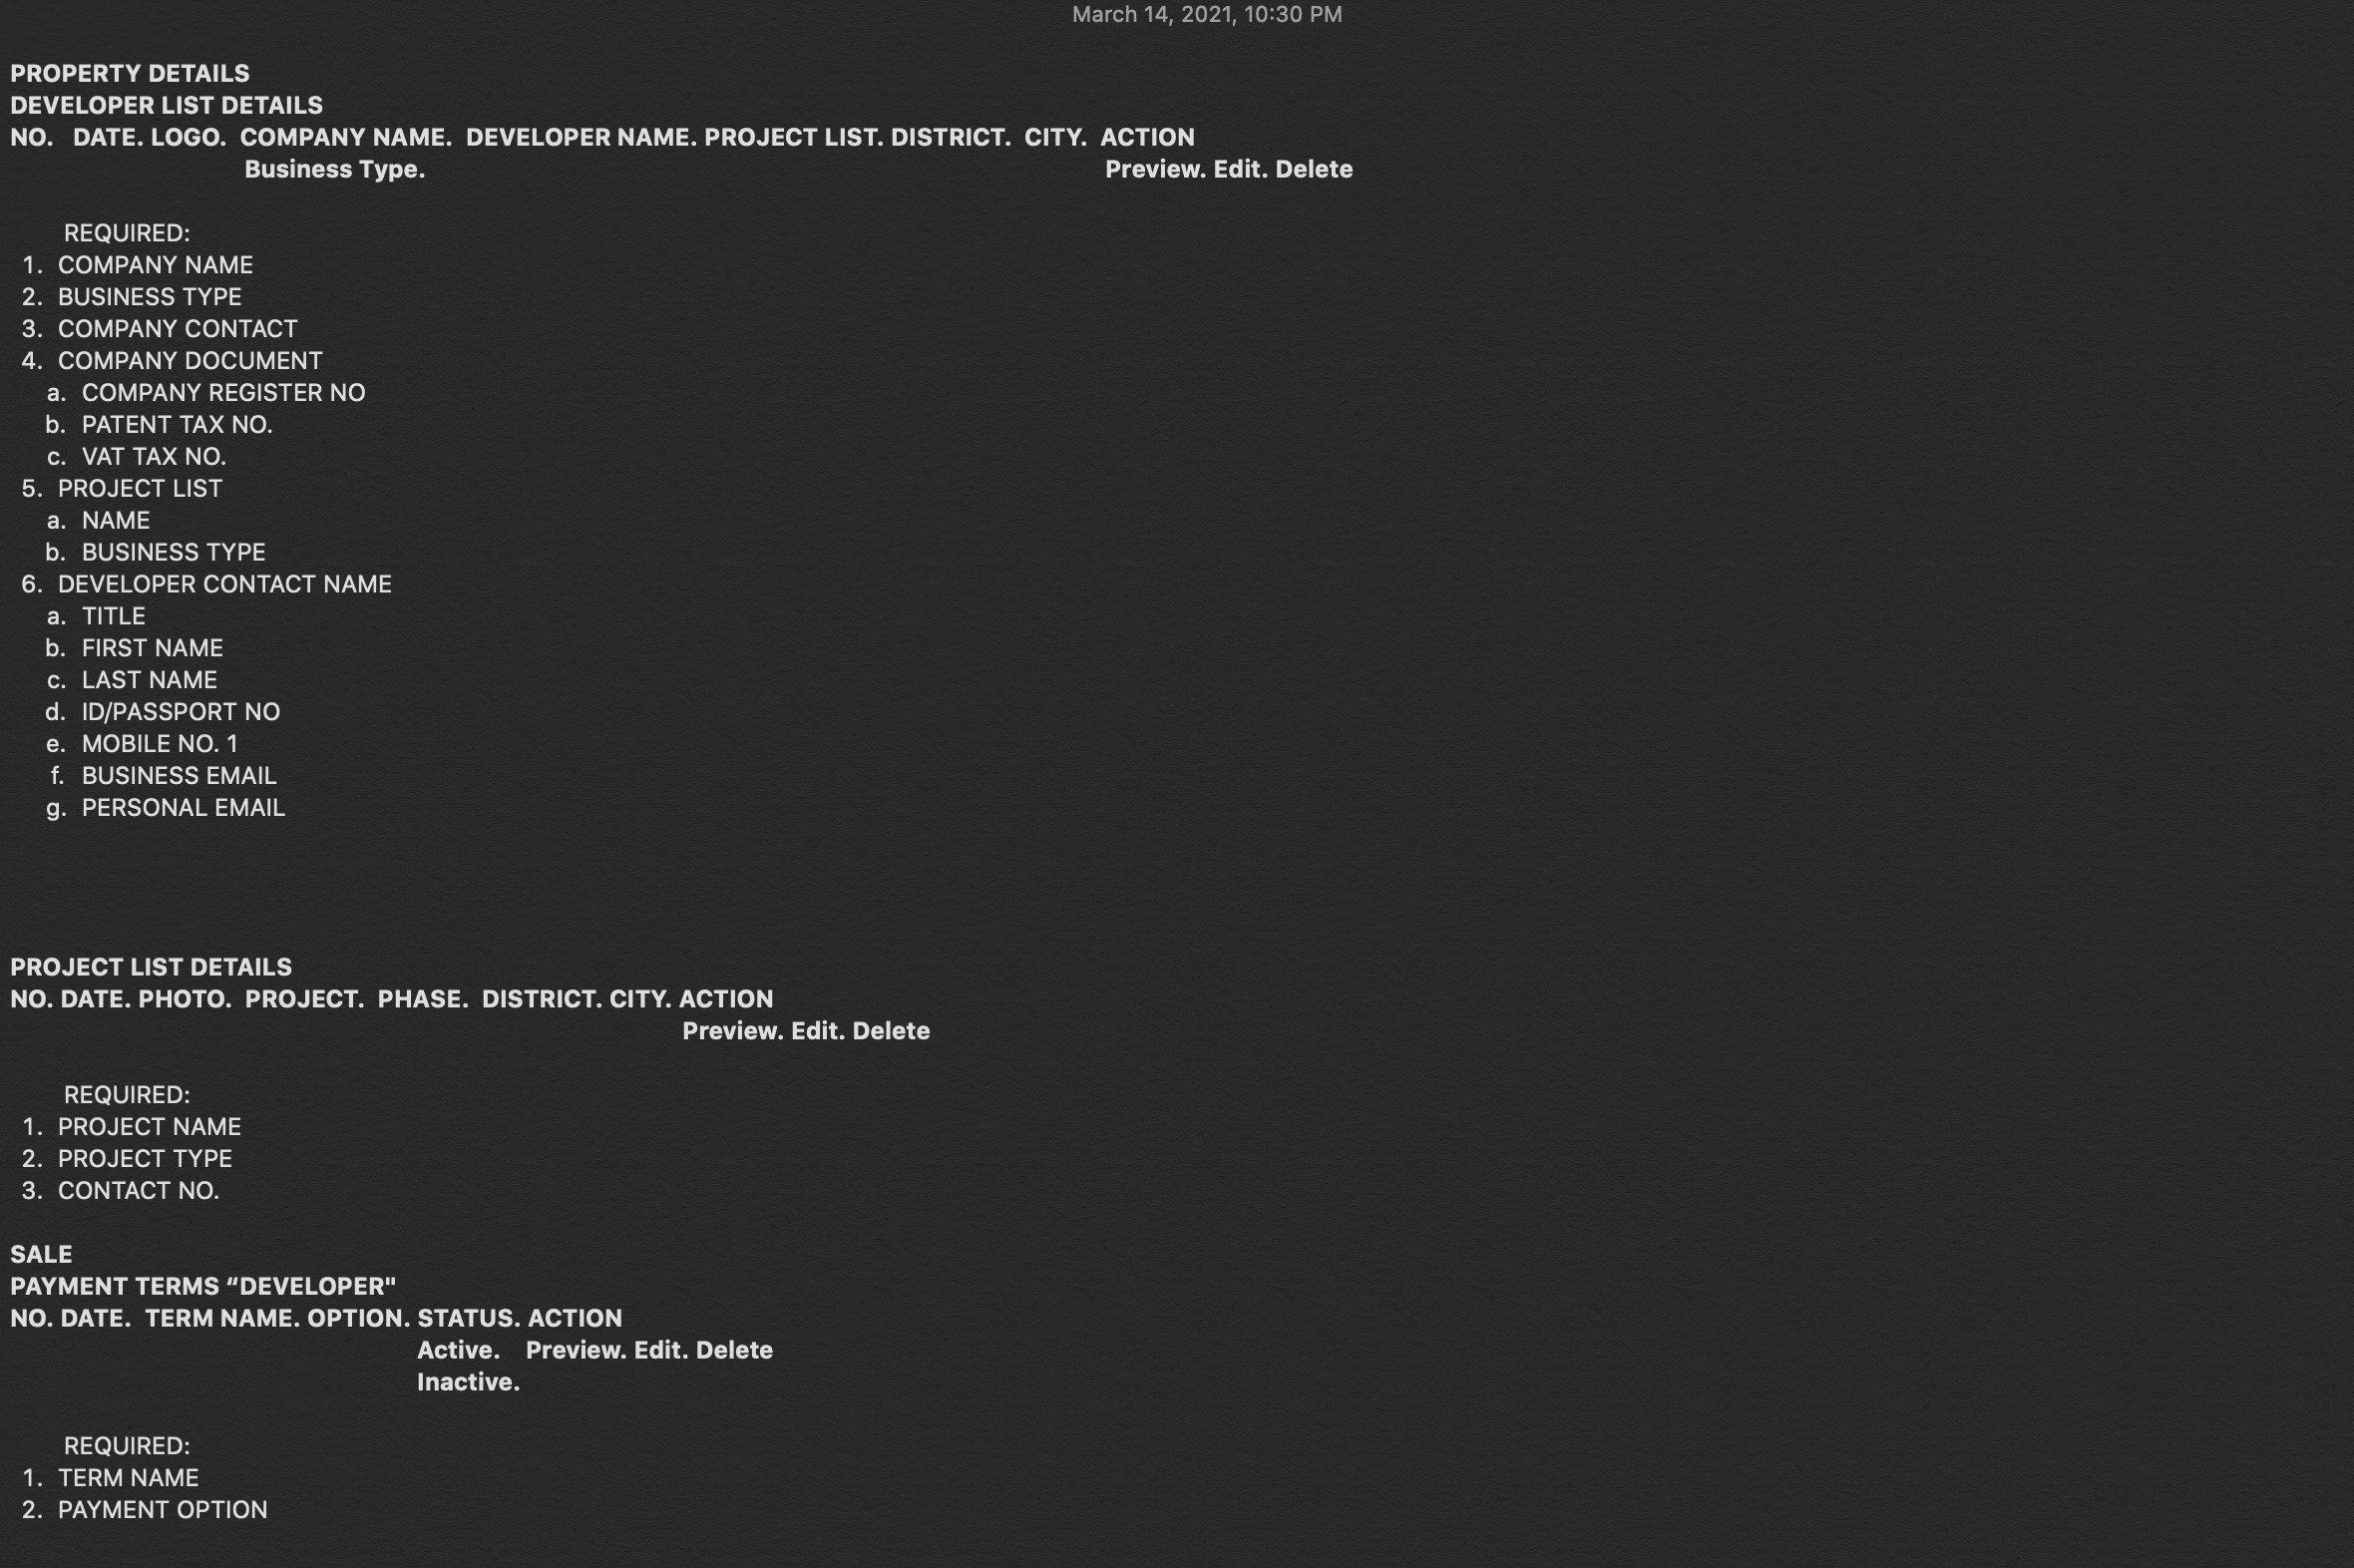 March 14, 2021, 10:30 PM
PROPERTY DETAILS
DEVELOPER LIST DETAILS
NO. DATE. LOGO. COMPANY NAME. DEVELOPER NAME. PROJECT LIST. DISTRICT. CITY. ACTION
Business Type. Preview. Edit. Delete
REQUIRED:
1. COMPANY NAME
2. BUSINESS TYPE
3. COMPANY CONTACT
4. COMPANY DOCUMENT
a. COMPANY REGISTER NO
b. PATENT TAX NO.
c. VAT TAX NO.
5. PROJECT LIST
a. NAME
b. BUSINESS TYPE
6. DEVELOPER CONTACT NAME
a. TITLE
b. FIRST NAME
c. LAST NAME
d. ID/PASSPORT NO
e. MOBILE NO. 1
f. BUSINESS EMAIL
g. PERSONAL EMAIL
PROJECT LIST DETAILS
NO. DATE. PHOTO. PROJECT. PHASE. DISTRICT. CITY. ACTION
Preview. Edit. Delete
REQUIRED:
1. PROJECT NAME
2. PROJECT TYPE
3. CONTACT NO.
SALE
PAYMENT TERMS “DEVELOPER"
NO. DATE. TERM NAME. OPTION. STATUS. ACTION
Active. Preview. Edit. Delete
Inactive.
REQUIRED:
1. TERM NAME
2. PAYMENT OPTION